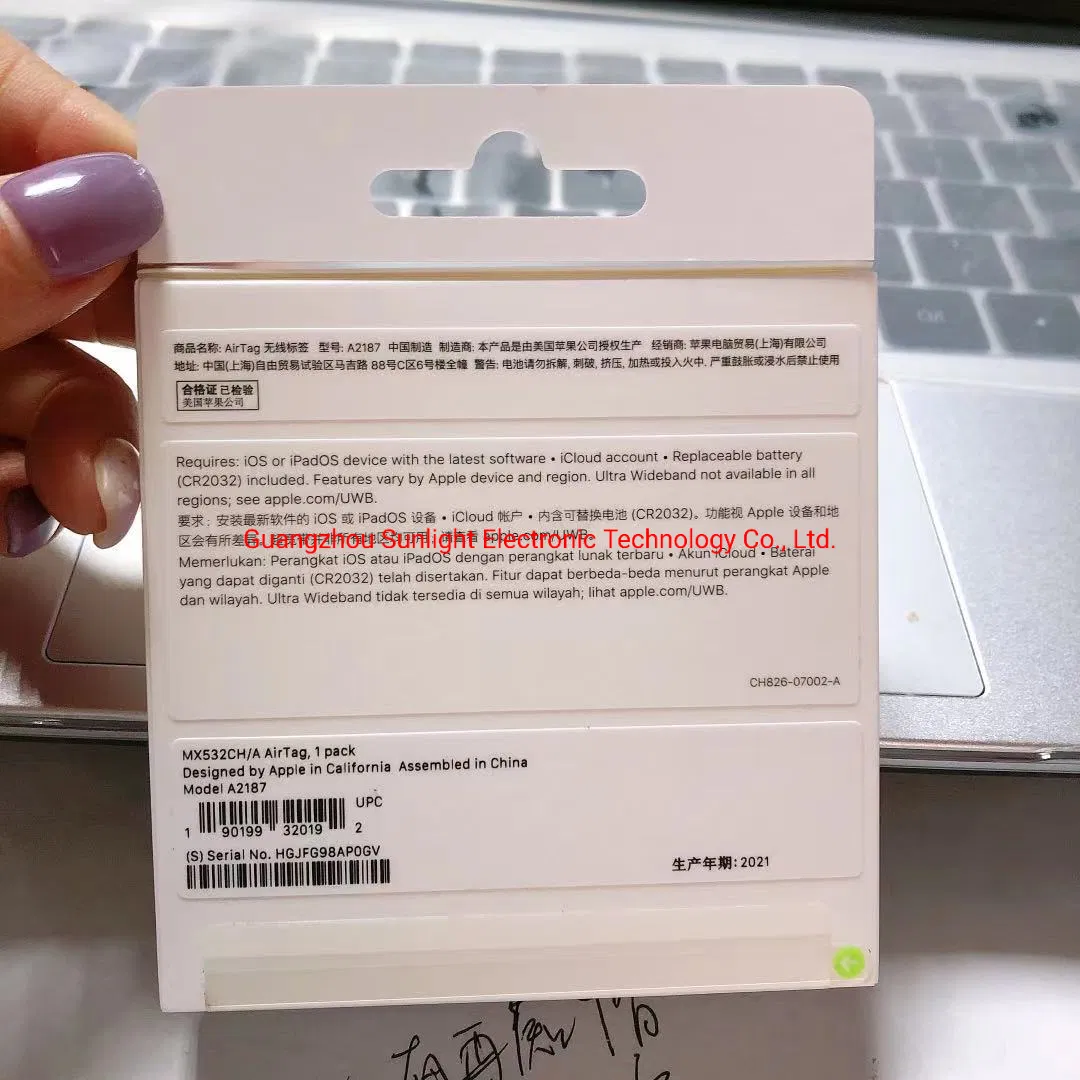 商品名称: AirTag 无线标签 型号: A2187 中国制造 制造商: 本产品是由美国苹果公司授权生产 经销商: 苹果电脑贸易(上海)有限公司
地址: 中国(上海)自由贸易试验区马吉路 88号C区6号楼全幢 警告: 电池请勿拆解, 刺破, 挤压, 加热或投入火中, 严重鼓胀或浸水后禁止使用
合格证 已检验
美国苹果公司
Requires: iOS or iPadOS device with the latest software • iCloud account • Replaceable battery
(CR2032) included. Features vary by Apple device and region. Ultra Wideband not available in all
regions; see apple.com/UWB.
要求: 安装最新软件的 iOS 或 iPadOS 设备 • iCloud 帐户 • 内含可替换电池 (CR2032)。功能视 Apple 设备和地
区会有所差 apple.com/UWB。
Guangzhou Sunlight Electronic Technology Co., Ltd.
Memerlukan: Perangkat iOS atau iPadOS dengan perangkat lunak terbaru • Akun iCloud • Baterai
yang dapat diganti (CR2032) telah disertakan. Fitur dapat berbeda-beda menurut perangkat Apple
dan wilayah. Ultra Wideband tidak tersedia di semua wilayah; lihat apple.com/UWB.
CH826-07002-A
MX532CH/A AirTag, 1 pack
Designed by Apple in California Assembled in China
Model A2187
UPC
1 90199 32019 2
(S) Serial No. HGJFG98AP0GV
生产年期: 2021
Ctrl